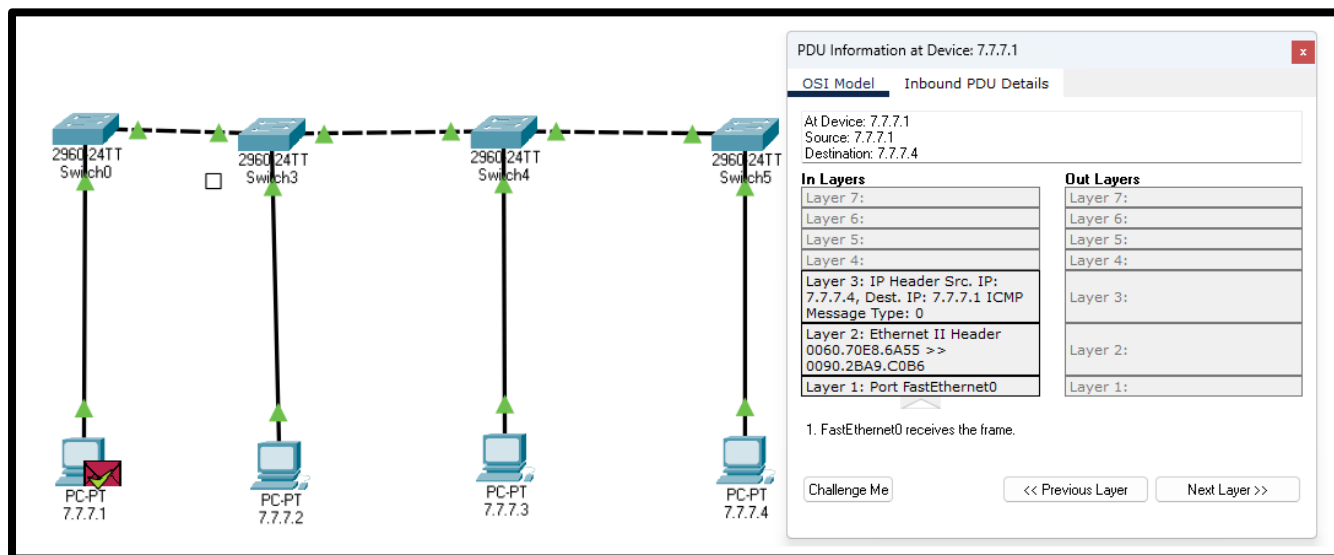 2960-24TT
Switch0
2960-24TT
Switch3
2960-24TT
Switch4
2960-24TT
Switch5
PC-PT
7.7.7.1
PC-PT
7.7.7.2
PC-PT
7.7.7.3
PC-PT
7.7.7.4
PDU Information at Device: 7.7.7.1
x
OSI Model Inbound PDU Details
At Device: 7.7.7.1
Source: 7.7.7.1
Destination: 7.7.7.4
In Layers
Layer 7:
Layer 6:
Layer 5:
Layer 4:
Layer 3: IP Header Src. IP:
7.7.7.4, Dest. IP: 7.7.7.1 ICMP
Message Type: 0
Layer 2: Ethernet II Header
0060.70E8.6A55 >>
0090.2BA9.C0B6
Layer 1: Port FastEthernet0
Out Layers
Layer 7:
Layer 6:
Layer 5:
Layer 4:
Layer 3:
Layer 2:
Layer 1:
1. FastEthernet0 receives the frame.
Challenge Me
<< Previous Layer
Next Layer >>